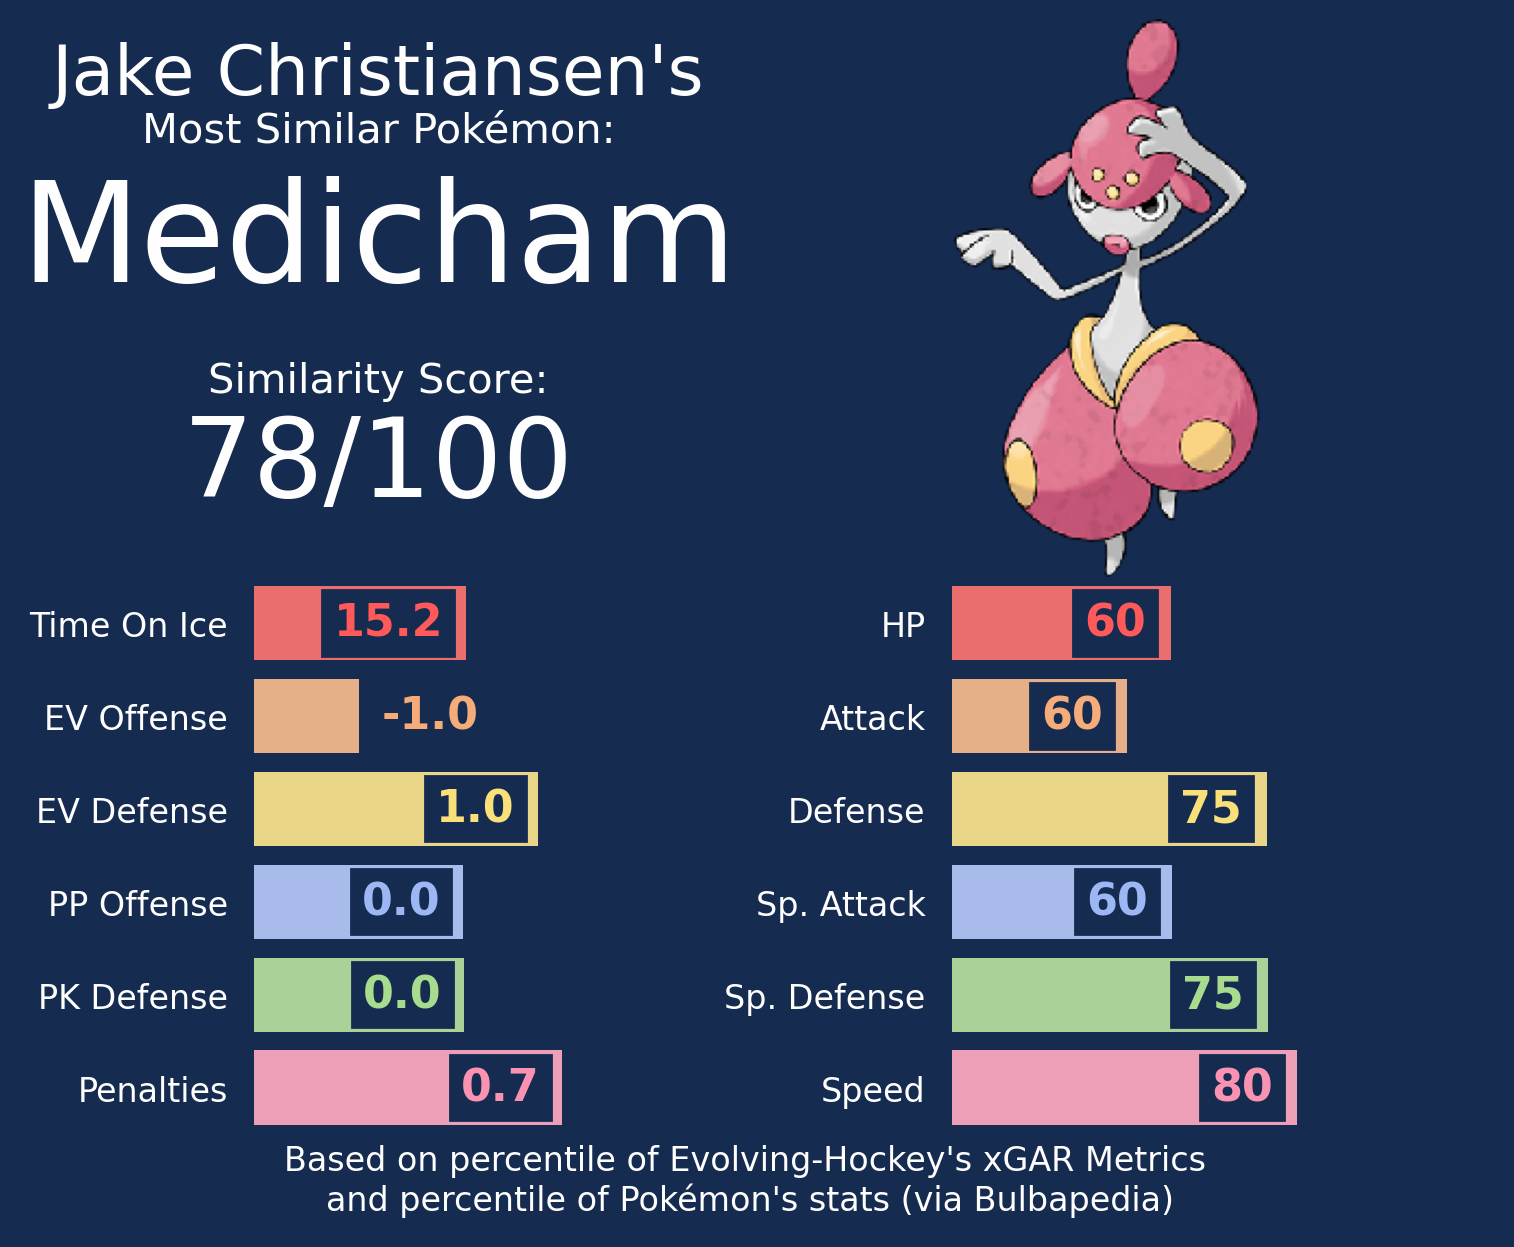 Jake Christiansen's
Most Similar Pokémon:
Medicham
Similarity Score:
78/100
Time On Ice 15.2
EV Offense -1.0
EV Defense 1.0
PP Offense 0.0
PK Defense 0.0
Penalties 0.7
HP 60
Attack 60
Defense 75
Sp. Attack 60
Sp. Defense 75
Speed 80
Based on percentile of Evolving-Hockey's xGAR Metrics
and percentile of Pokémon's stats (via Bulbapedia)